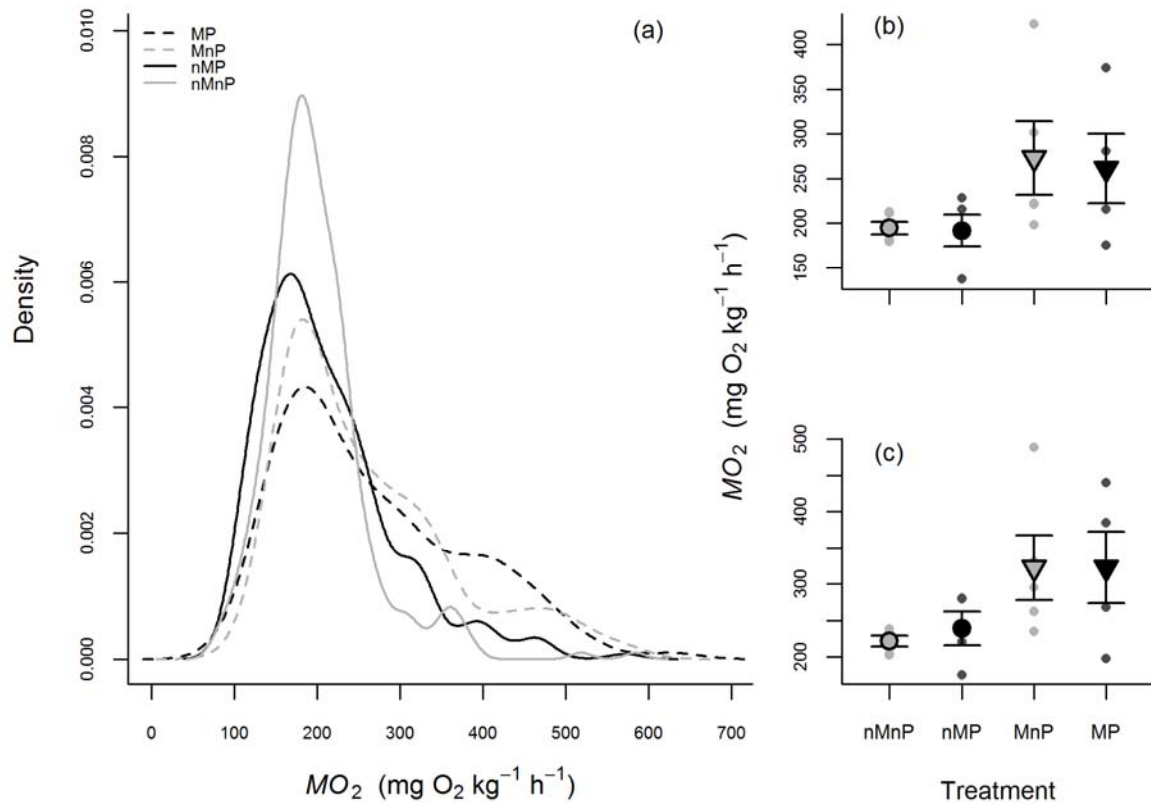 (a)
MP
MnP
nMP
nMnP
Density
0.000
0.002
0.004
0.006
0.008
0.010
0 100 200 300 400 500 600 700
MO₂ (mg O₂ kg⁻¹ h⁻¹)
(b)
400
350
300
250
200
150
MO₂ (mg O₂ kg⁻¹ h⁻¹)
(c)
500
400
300
200
nMnP nMP MnP MP
Treatment